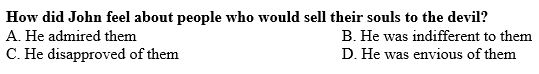 How did John feel about people who would sell their souls to the devil?
A. He admired them B. He was indifferent to them
C. He disapproved of them D. He was envious of them